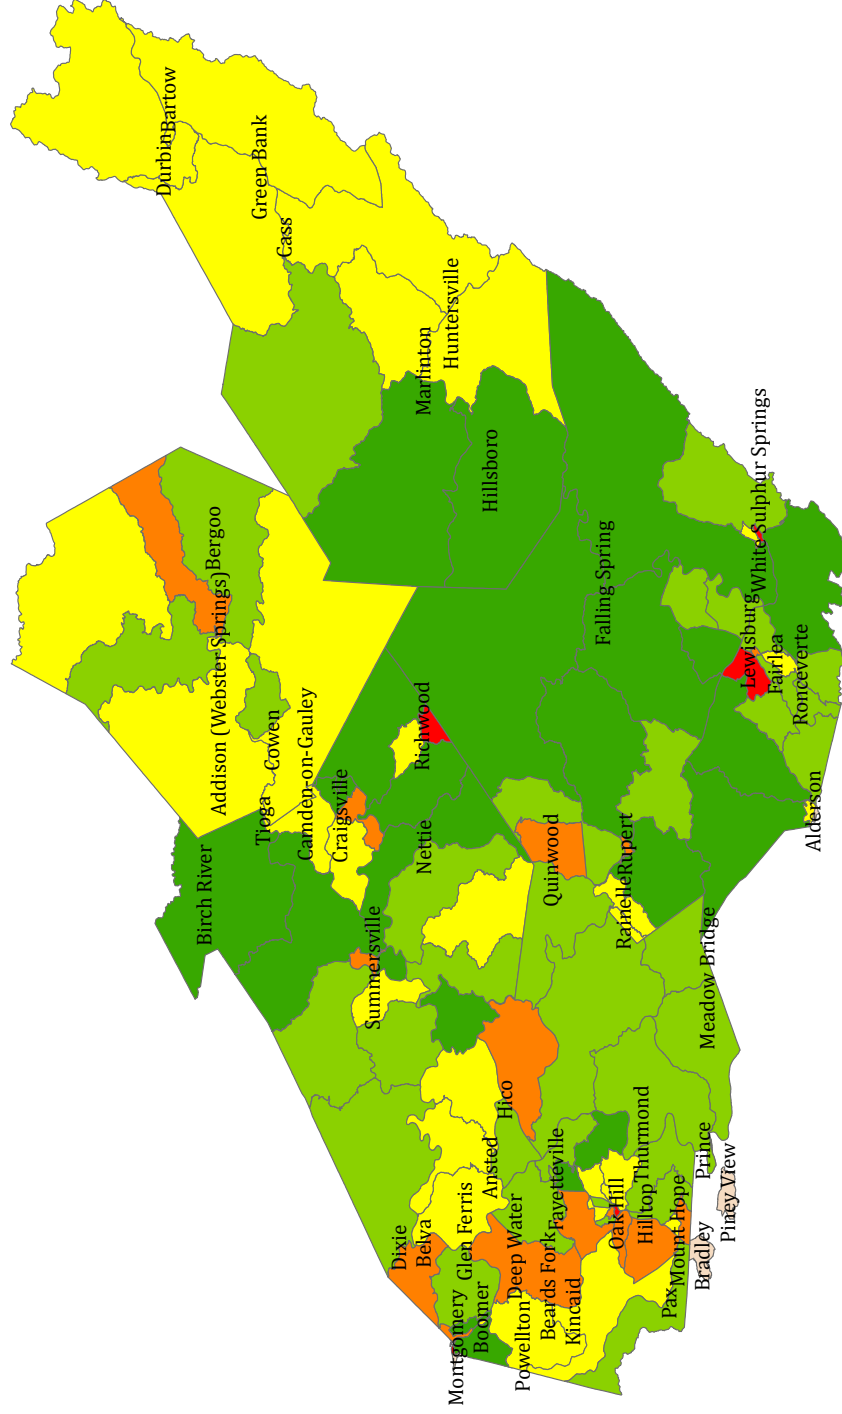 Durbin
Bartow
Green Bank
Cass
Huntersville
Marlinton
Hillsboro
White Sulphur Springs
Bergoo
Falling Spring
Addison (Webster Springs)
Lewisburg
Fairlea
Ronceverte
Cowen
Camden-on-Gauley
Richwood
Tioga
Craigsville
Nettie
Alderson
Birch River
Quinwood
Rupert
Rainelle
Summersville
Meadow Bridge
Hico
Thurmond
Prince
Ansted
Fayetteville
Piney View
Oak Hill
Hilltop
Mount Hope
Glen Ferris
Deep Water
Dixie
Belva
Beards Fork
Bradley
Pax
Kincaid
Boomer
Montgomery
Powellton